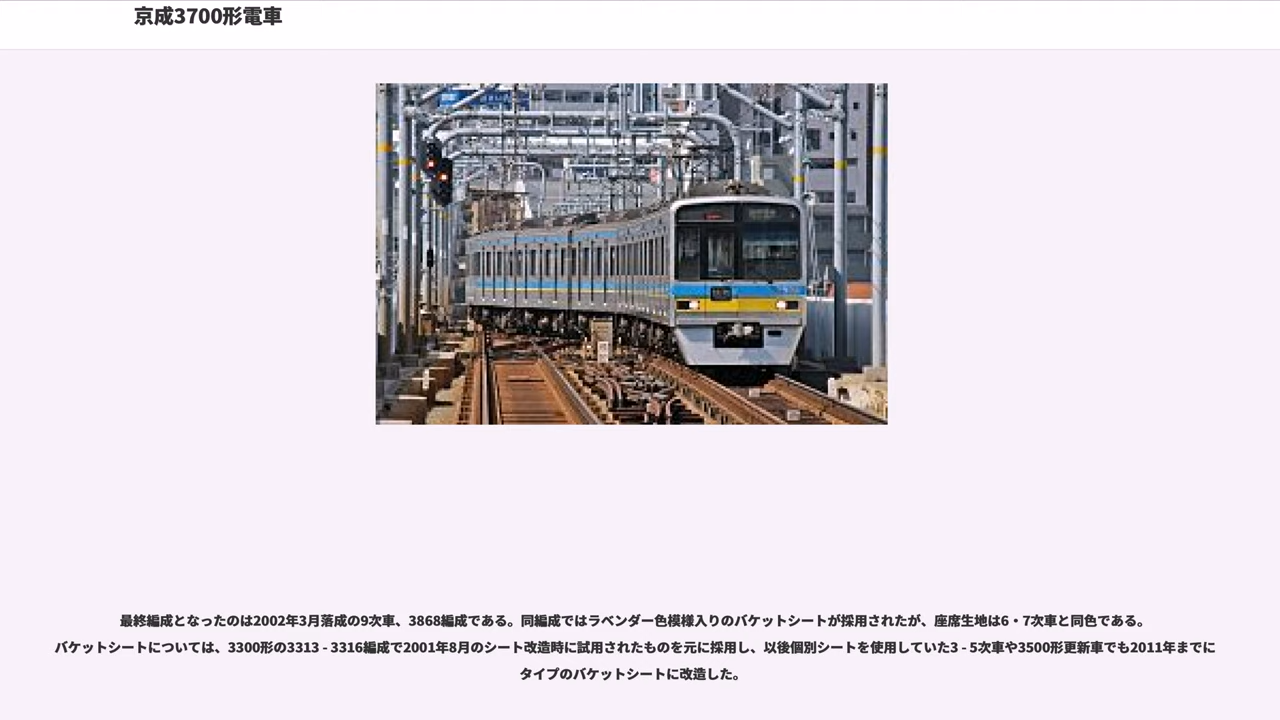 京成3700形電車
最終編成となったのは2002年3月落成の9次車、3868編成である。同編成ではラベンダー色模様入りのバケットシートが採用されたが、座席生地は6・7次車と同色である。
バケットシートについては、3300形の3313 - 3316編成で2001年8月のシート改造時に試用されたものを元に採用し、以後個別シートを使用していた3 - 5次車や3500形更新車でも2011年までに
タイプのバケットシートに改造した。